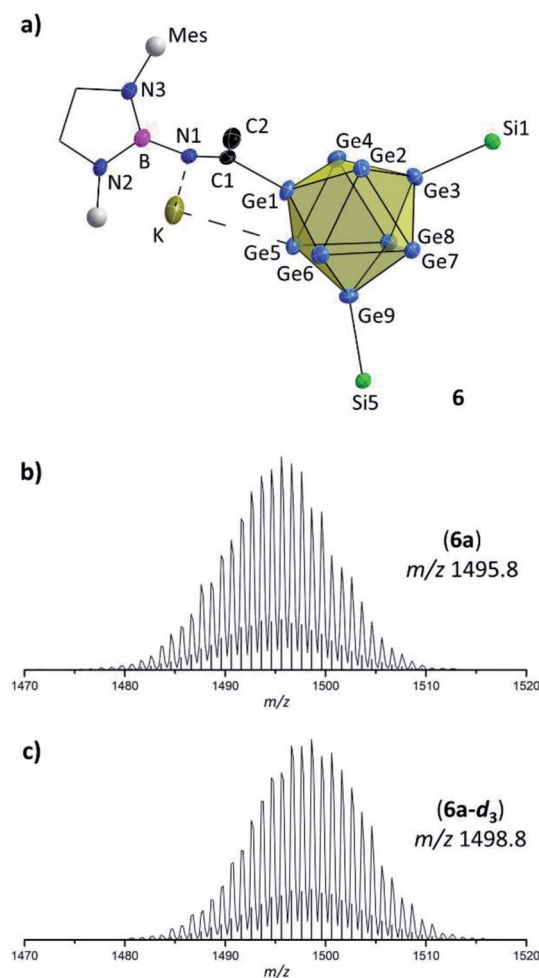 a)
Mes
N3
C2
Si1
N1
Ge4
Ge2
B
C1
Ge3
N2
Ge1
K
Ge5
Ge8
Ge6
Ge7
Ge9
Si5
6
b)
(6a)
m/z 1495.8
1470 1480 1490 1500 1510 1520
m/z
c)
(6a-d3)
m/z 1498.8
1470 1480 1490 1500 1510 1520
m/z